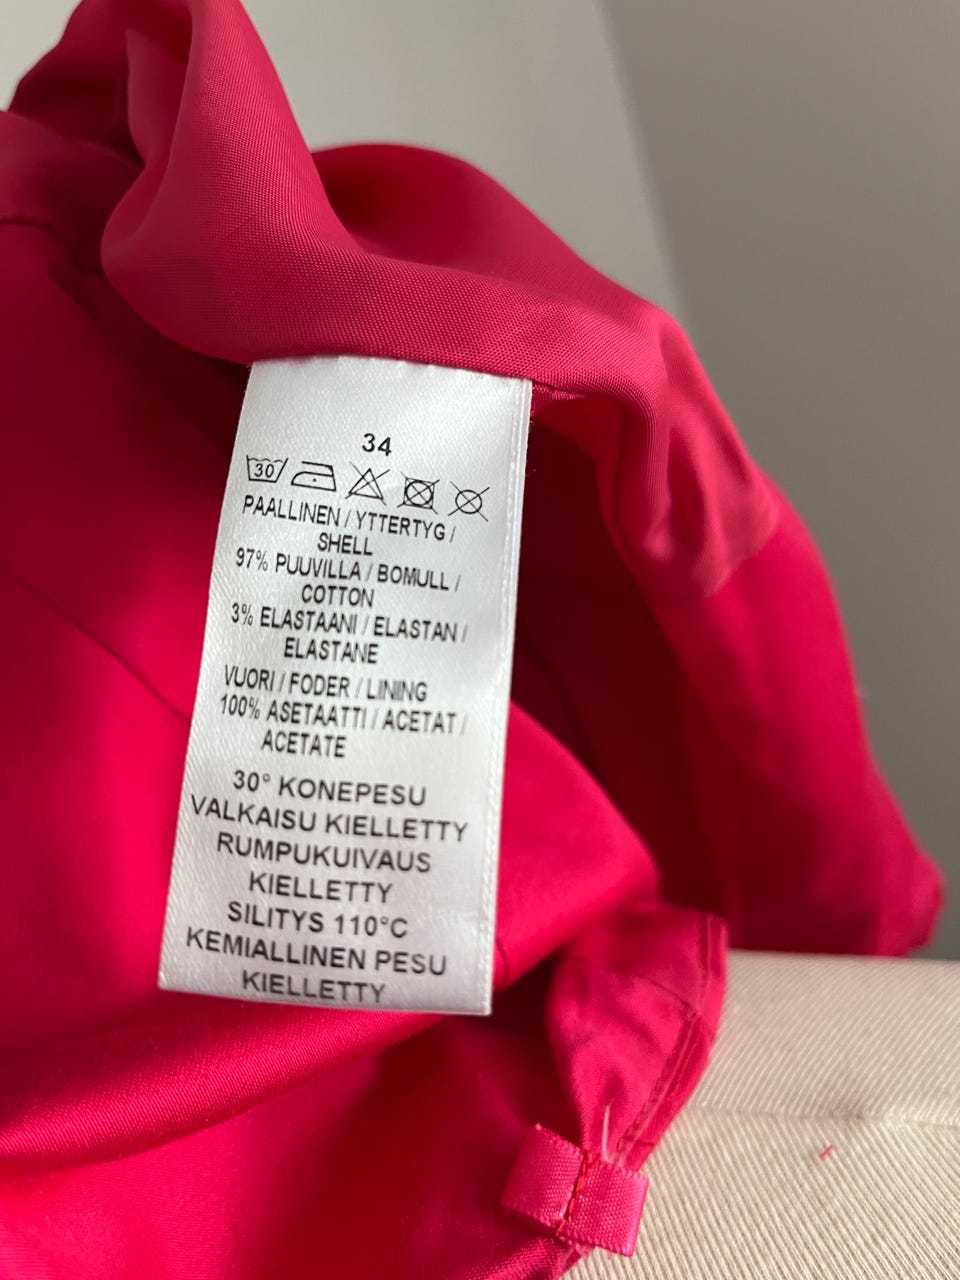 34
30
PAALLINEN / YTTERTYG /
SHELL
97% PUUVILLA / BOMULL /
COTTON
3% ELASTAANI / ELASTAN /
ELASTANE
VUORI / FODER / LINING
100% ASETAATTI / ACETAT /
ACETATE
30° KONEPESU
VALKAISU KIELLETTY
RUMPUKUIVAUS
KIELLETTY
SILITYS 110°C
KEMIALLINEN PESU
KIELLETTY